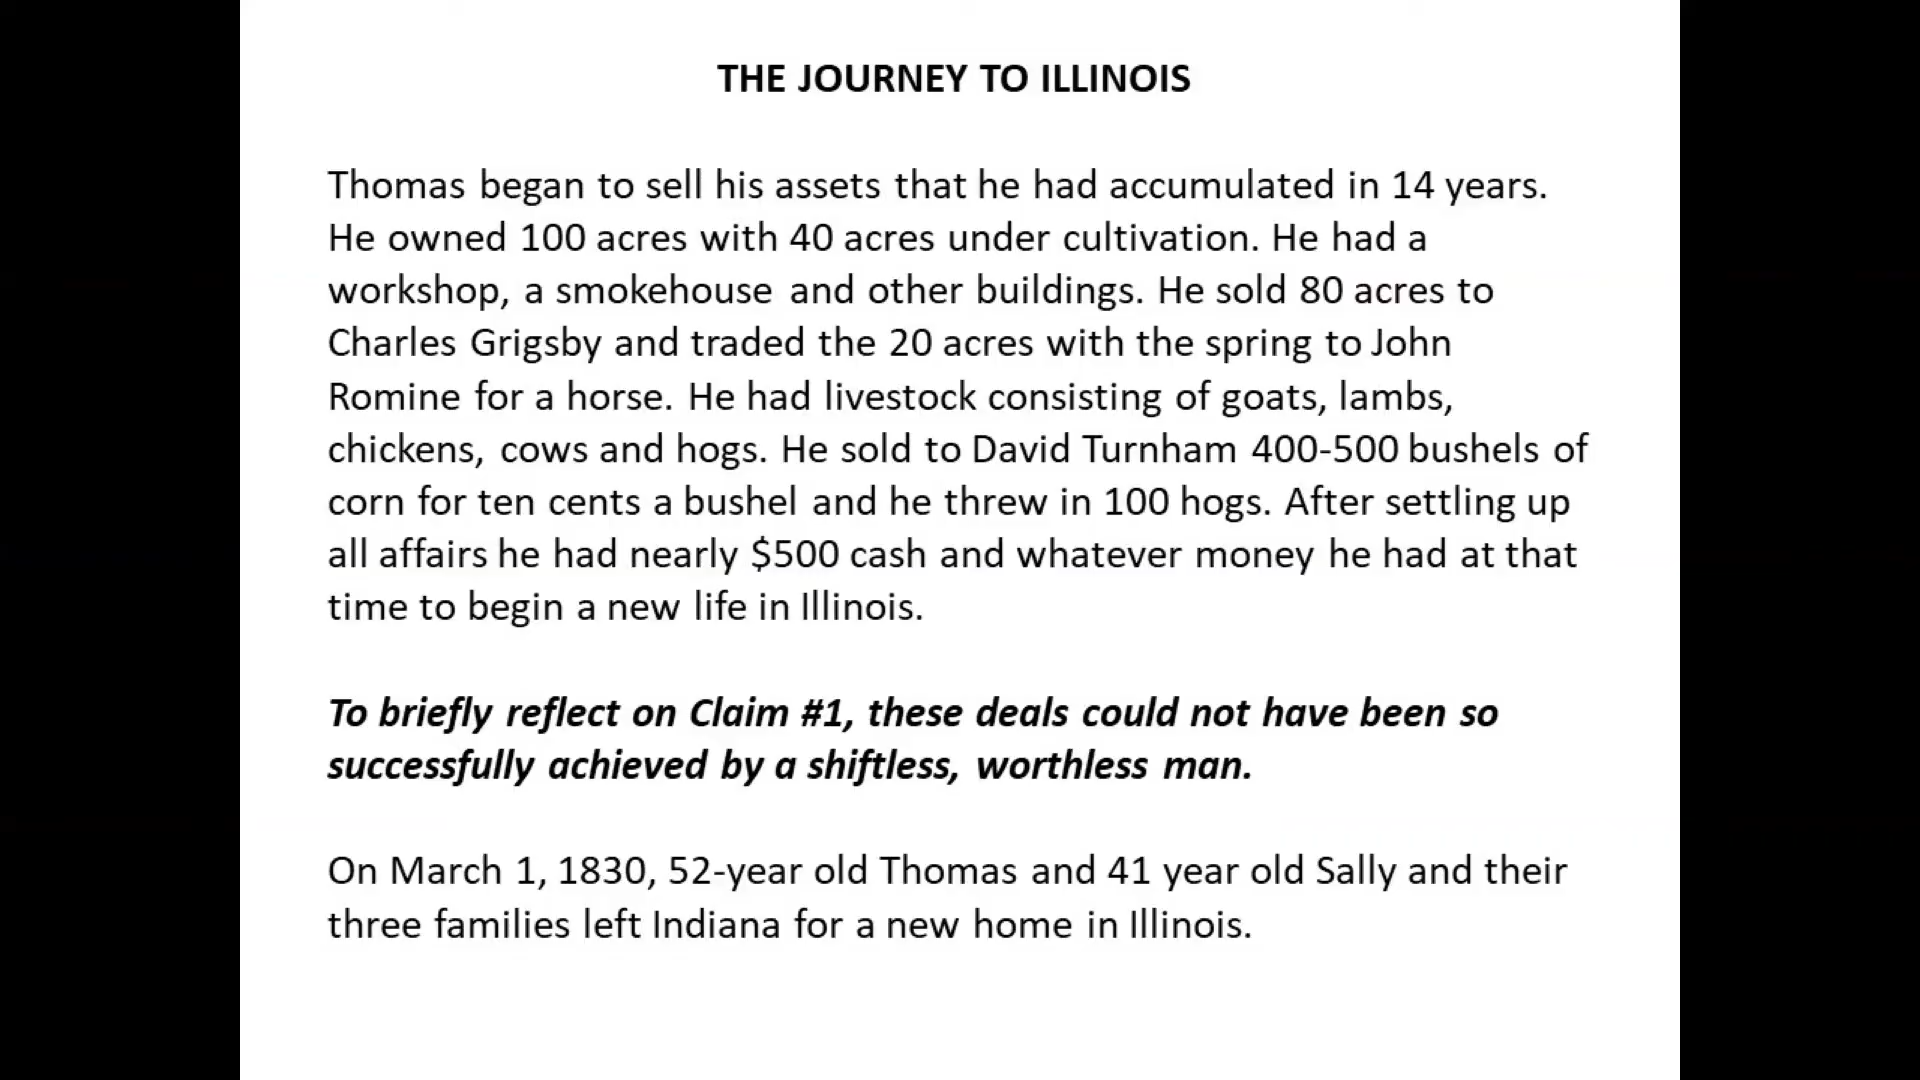 THE JOURNEY TO ILLINOIS
Thomas began to sell his assets that he had accumulated in 14 years.
He owned 100 acres with 40 acres under cultivation. He had a
workshop, a smokehouse and other buildings. He sold 80 acres to
Charles Grigsby and traded the 20 acres with the spring to John
Romine for a horse. He had livestock consisting of goats, lambs,
chickens, cows and hogs. He sold to David Turnham 400-500 bushels of
corn for ten cents a bushel and he threw in 100 hogs. After settling up
all affairs he had nearly $500 cash and whatever money he had at that
time to begin a new life in Illinois.
To briefly reflect on Claim #1, these deals could not have been so
successfully achieved by a shiftless, worthless man.
On March 1, 1830, 52-year old Thomas and 41 year old Sally and their
three families left Indiana for a new home in Illinois.